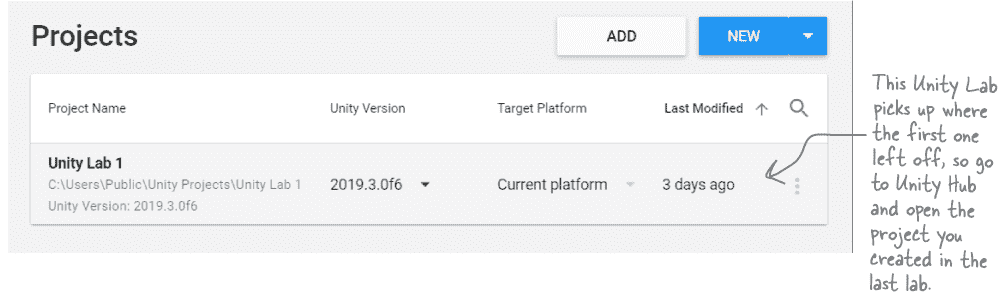 Projects
ADD
NEW
Project Name
Unity Version
Target Platform
Last Modified
Unity Lab 1
C:\Users\Public\Unity Projects\Unity Lab 1
Unity Version: 2019.3.0f6
2019.3.0f6
Current platform
3 days ago
This Unity Lab
picks up where
the first one
left off, so go
to Unity Hub
and open the
project you
created in the
last lab.